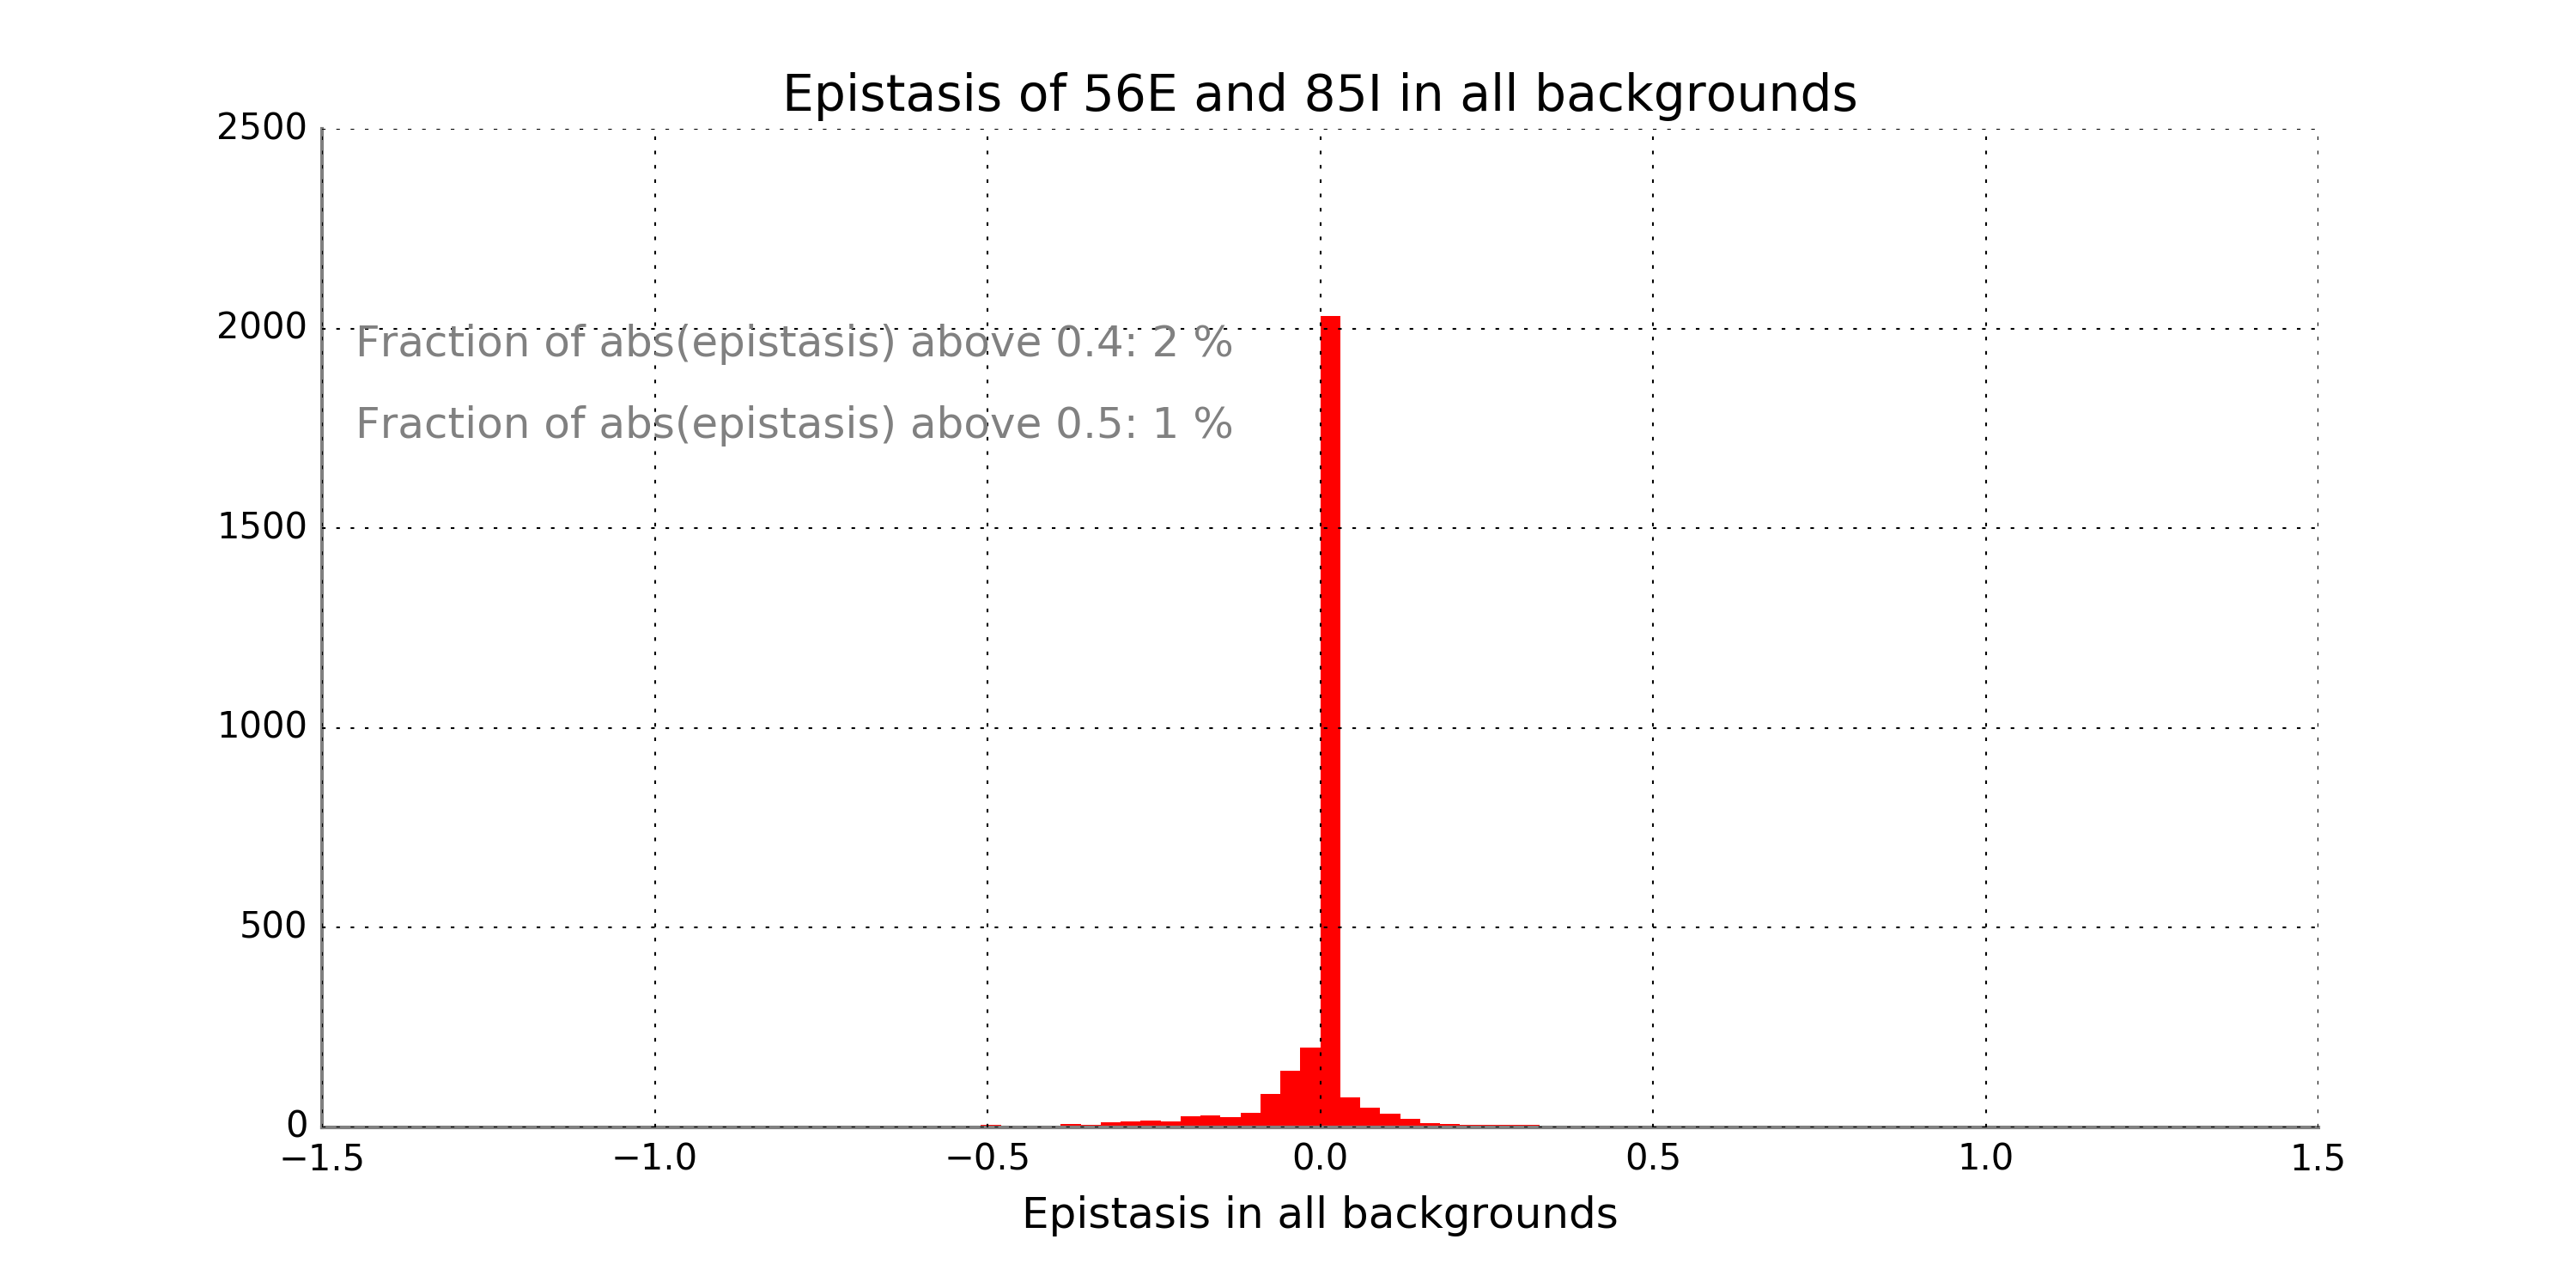 Epistasis of 56E and 85I in all backgrounds
2500
2000
Fraction of abs(epistasis) above 0.4: 2 %
Fraction of abs(epistasis) above 0.5: 1 %
1500
1000
500
0
−1.5 −1.0 −0.5 0.0 0.5 1.0 1.5
Epistasis in all backgrounds